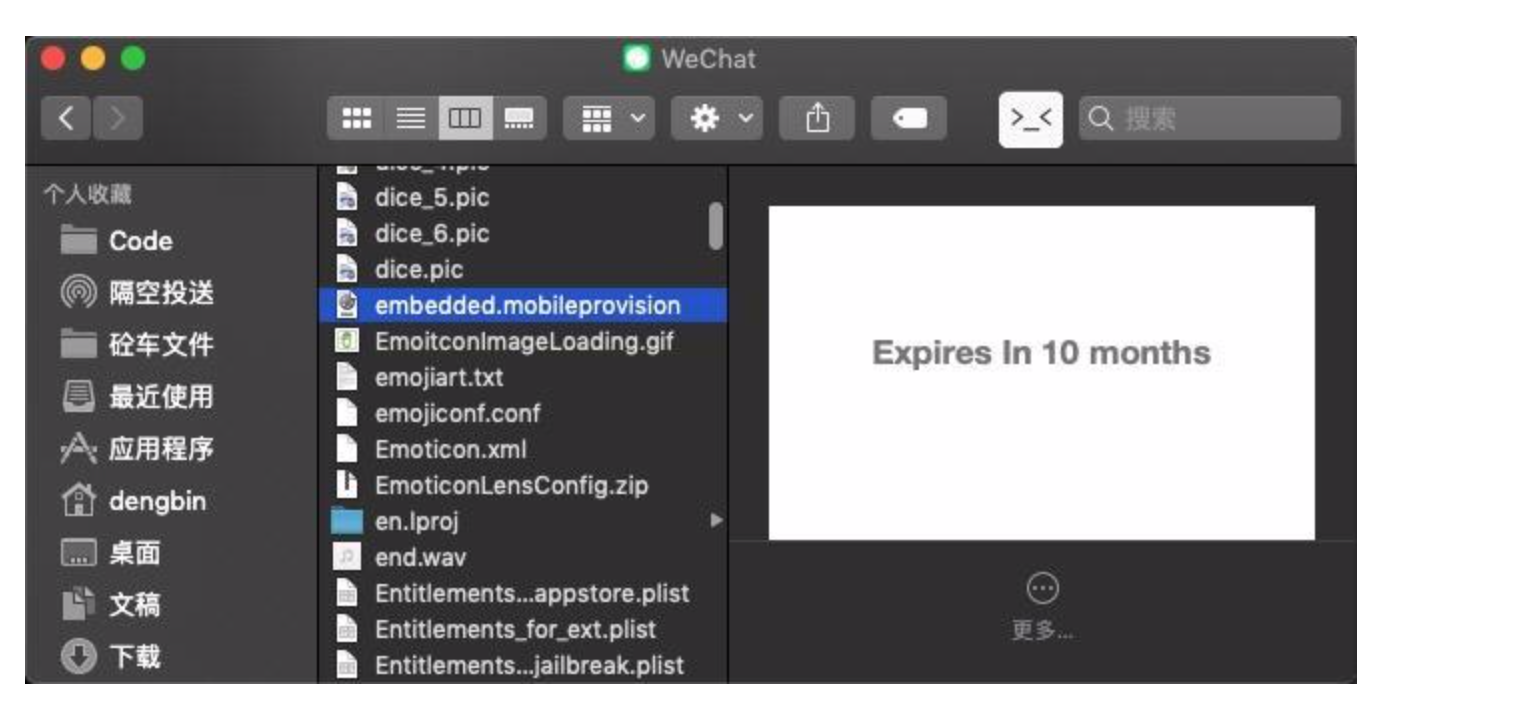 WeChat
>_<
搜索
个人收藏
Code
隔空投送
砼车文件
最近使用
应用程序
dengbin
桌面
文稿
下载
dice_5.pic
dice_6.pic
dice.pic
embedded.mobileprovision
EmoitconImageLoading.gif
emojiart.txt
emojiconf.conf
Emoticon.xml
EmoticonLensConfig.zip
en.lproj
end.wav
Entitlements...appstore.plist
Entitlements_for_ext.plist
Entitlements...jailbreak.plist
Expires In 10 months
更多...